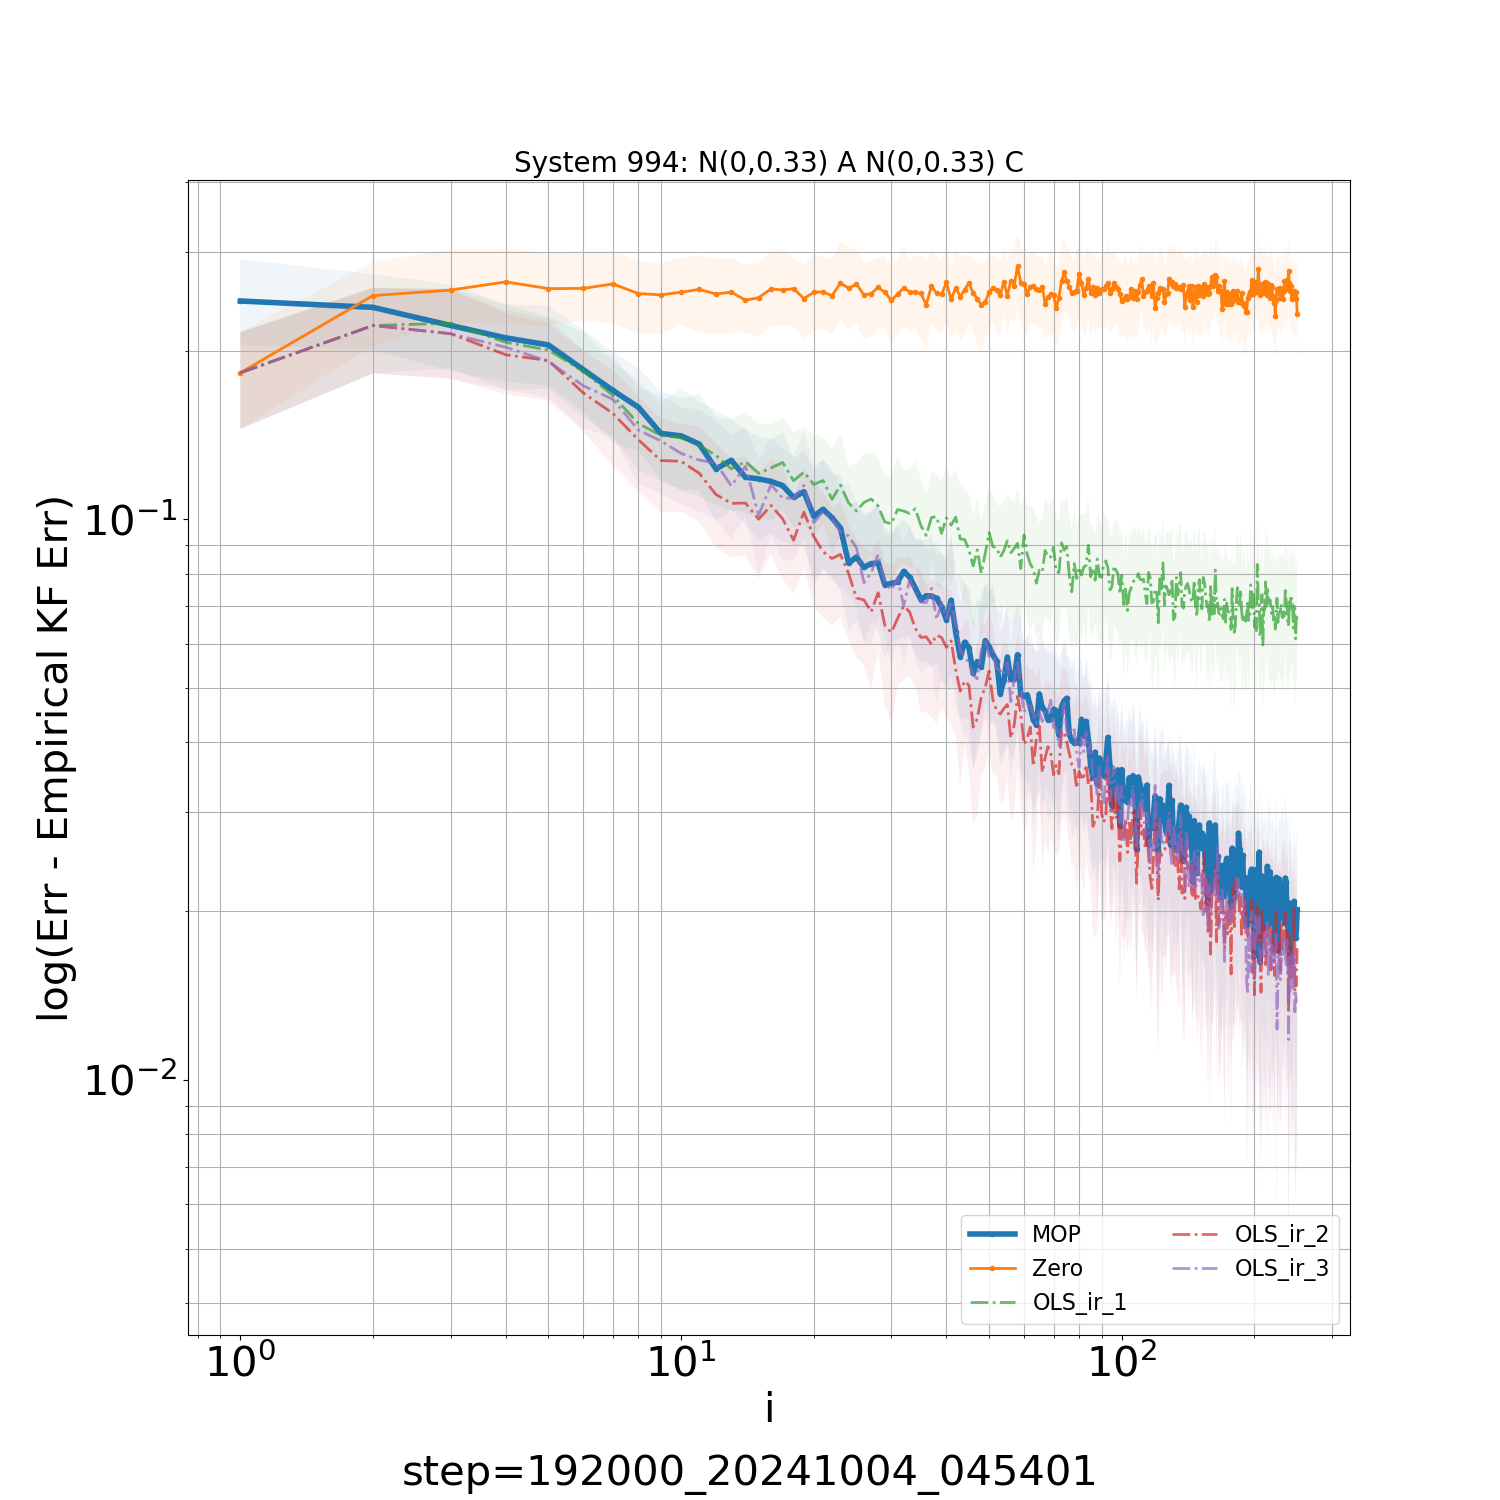 System 994: N(0,0.33) A N(0,0.33) C
log(Err - Empirical KF Err)
10⁻¹
10⁻²
MOP
Zero
OLS_ir_1
OLS_ir_2
OLS_ir_3
10⁰
10¹
10²
i
step=192000_20241004_045401